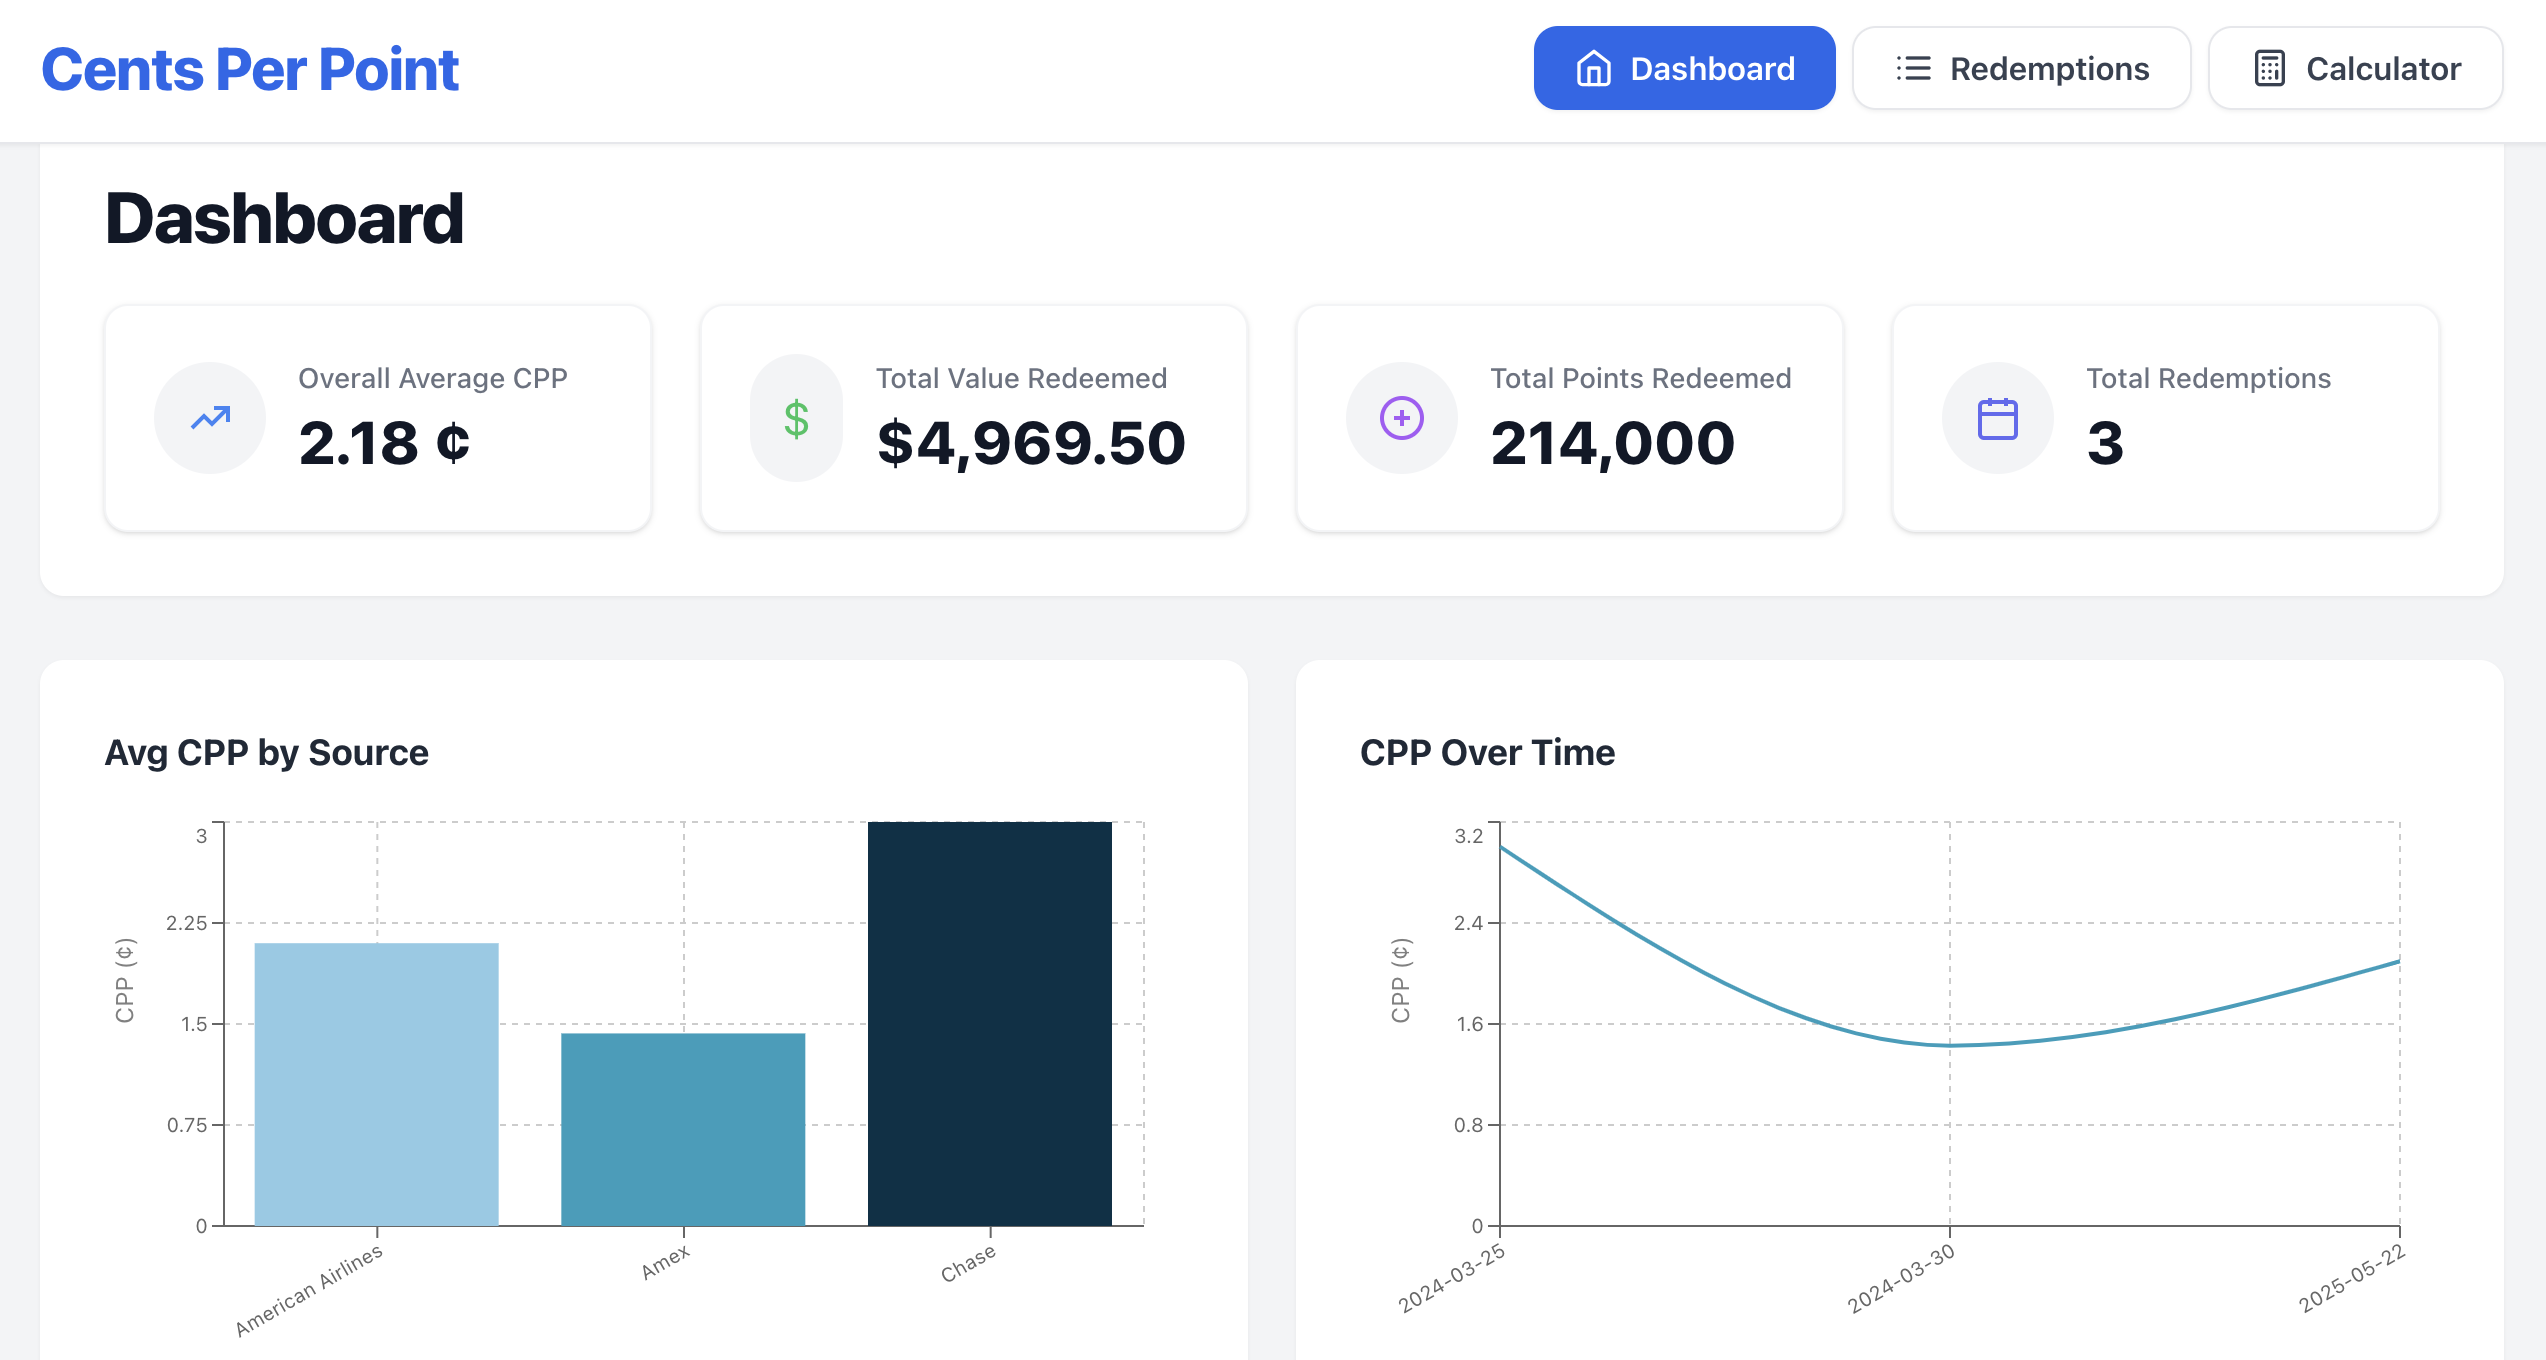 Cents Per Point
Dashboard
Redemptions
Calculator
Dashboard
Overall Average CPP
2.18 ¢
Total Value Redeemed
$
$4,969.50
Total Points Redeemed
214,000
Total Redemptions
3
Avg CPP by Source
3
2.25
1.5
0.75
0
CPP (¢)
American Airlines
Amex
Chase
CPP Over Time
3.2
2.4
1.6
0.8
0
CPP (¢)
2024-03-25
2024-03-30
2025-05-22